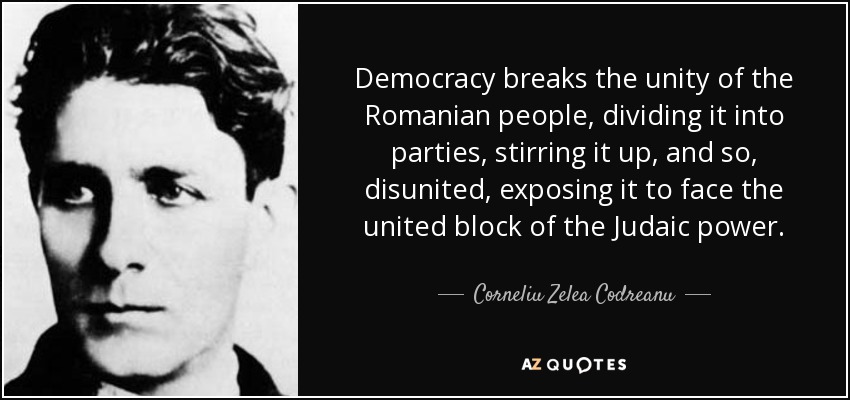 Democracy breaks the unity of the
Romanian people, dividing it into
parties, stirring it up, and so,
disunited, exposing it to face the
united block of the Judaic power.
Corneliu Zelea Codreanu
AZ QUOTES